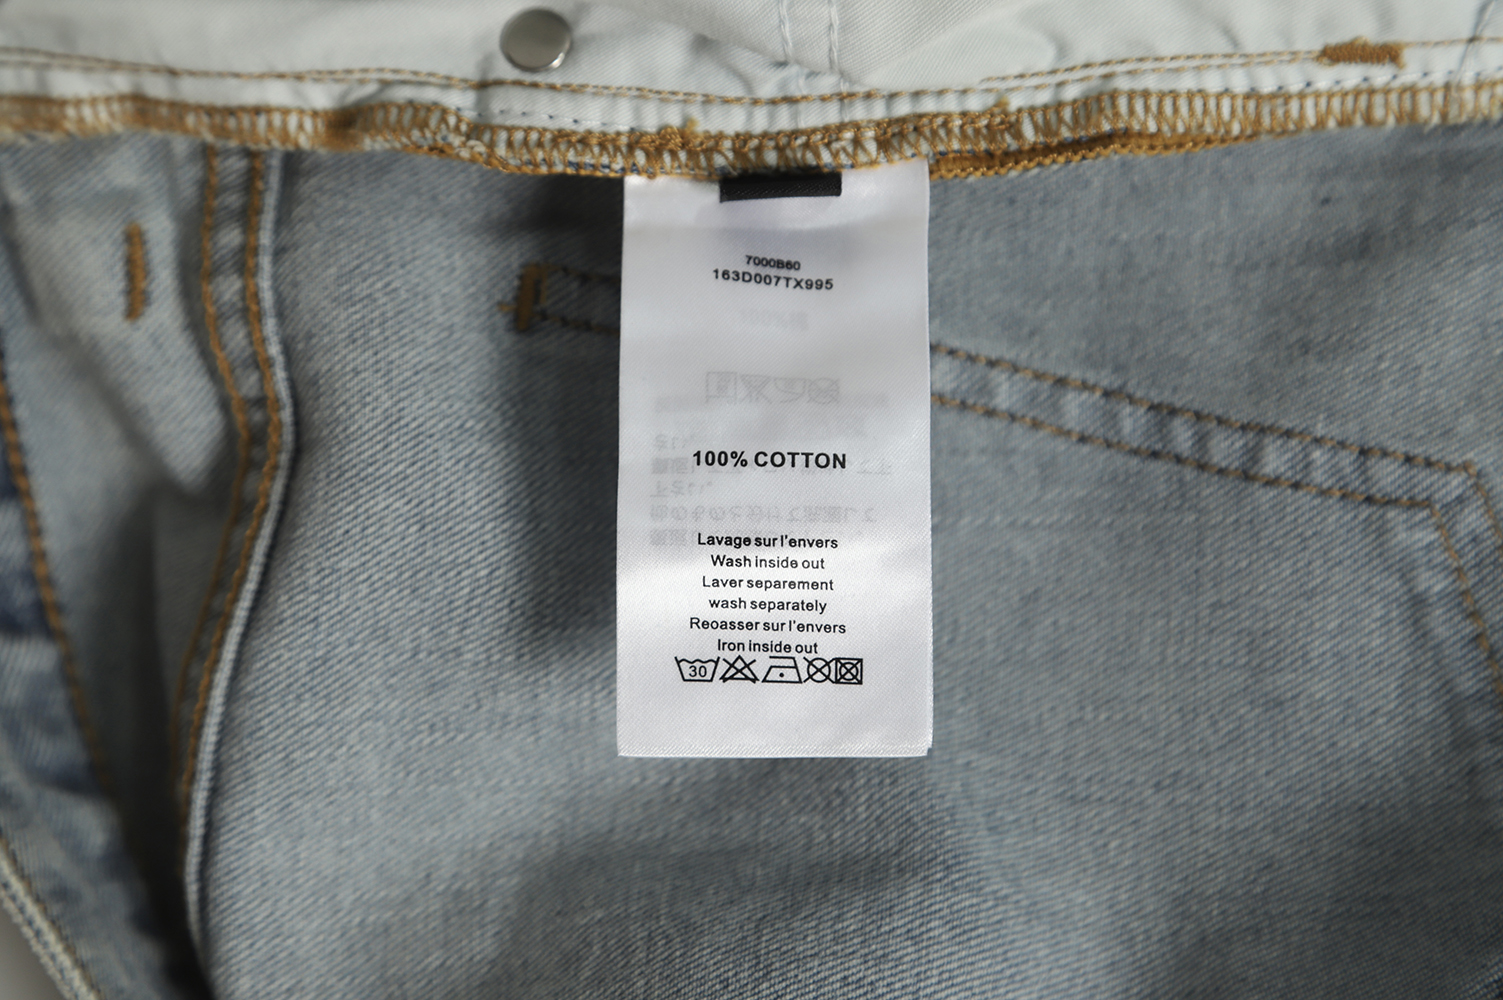 7000B60
163D007TX995
100% COTTON
Lavage sur l'envers
Wash inside out
Laver separement
wash separately
Reoasser sur l'envers
Iron inside out
30